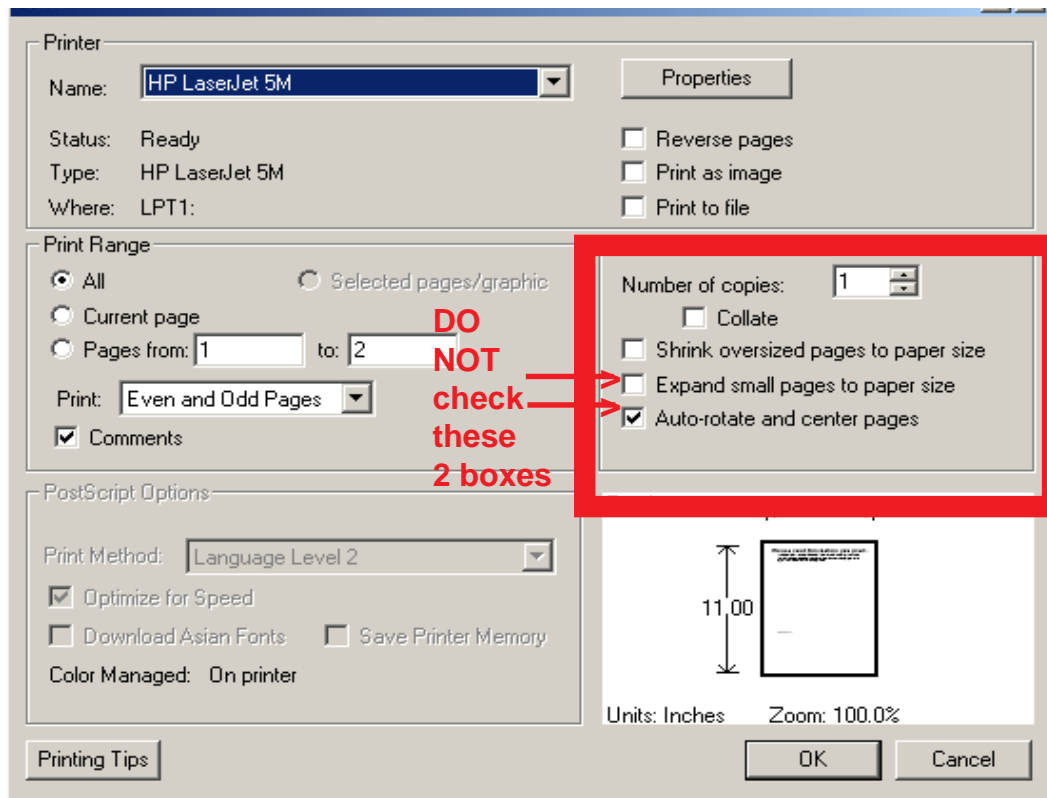 Printer
Name: HP LaserJet 5M
Properties
Status: Ready
Reverse pages
Type: HP LaserJet 5M
Print as image
Where: LPT1:
Print to file
Print Range
All
Selected pages/graphic
Current page
Pages from: 1 to: 2
Print: Even and Odd Pages
Comments
DO
NOT
check
these
2 boxes
Number of copies: 1
Collate
Shrink oversized pages to paper size
Expand small pages to paper size
Auto-rotate and center pages
PostScript Options
Print Method: Language Level 2
Optimize for Speed
Download Asian Fonts
Save Printer Memory
Color Managed: On printer
11.00
Units: Inches Zoom: 100.0%
Printing Tips
OK
Cancel